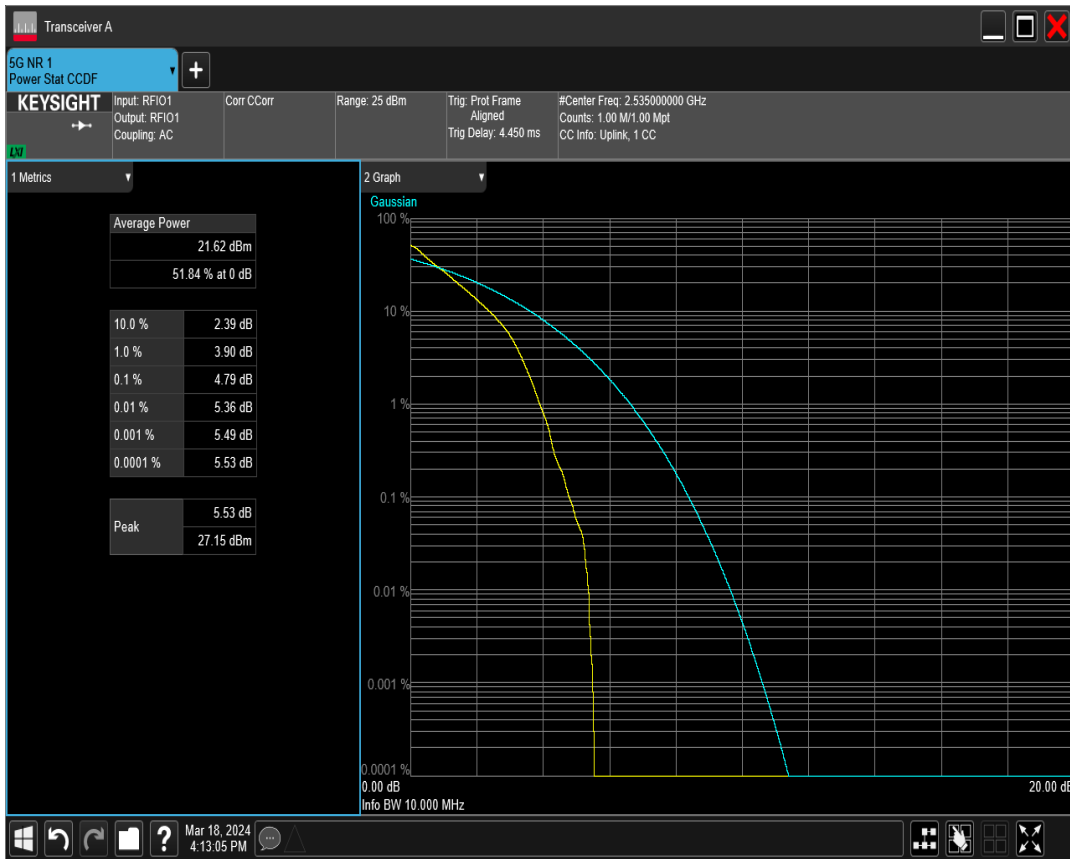 Transceiver A
5G NR 1
Power Stat CCDF
+
KEYSIGHT
LXI
Input: RFIO1
Output: RFIO1
Coupling: AC
Corr CCorr
Range: 25 dBm
Trig: Prot Frame
Aligned
Trig Delay: 4.450 ms
#Center Freq: 2.535000000 GHz
Counts: 1.00 M/1.00 Mpt
CC Info: Uplink, 1 CC
1 Metrics
Average Power
21.62 dBm
51.84 % at 0 dB
10.0 % 2.39 dB
1.0 % 3.90 dB
0.1 % 4.79 dB
0.01 % 5.36 dB
0.001 % 5.49 dB
0.0001 % 5.53 dB
Peak
5.53 dB
27.15 dBm
2 Graph
Gaussian
100 %
10 %
1 %
0.1 %
0.01 %
0.001 %
0.0001 %
0.00 dB 20.00 dB
Info BW 10.000 MHz
?
Mar 18, 2024
4:13:05 PM